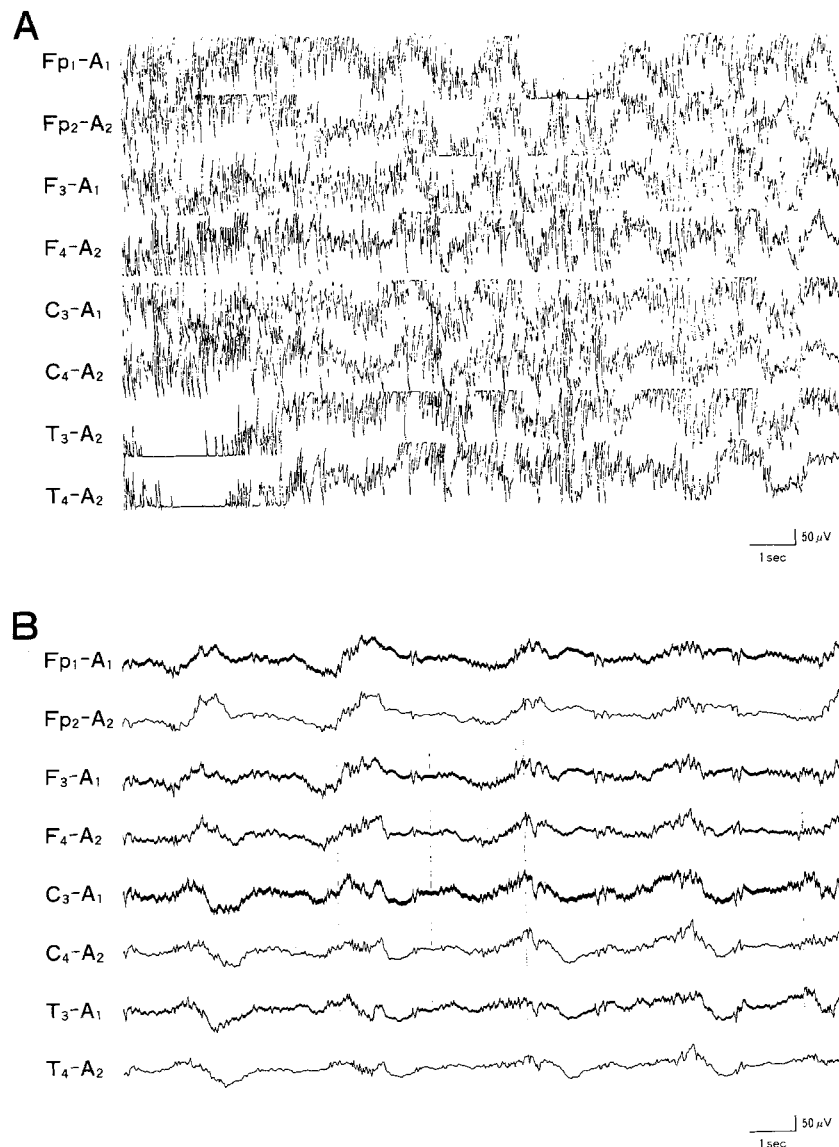 A
Fp₁-A₁
Fp₂-A₂
F₃-A₁
F₄-A₂
C₃-A₁
C₄-A₂
T₃-A₂
T₄-A₂
50 μV
1 sec
B
Fp₁-A₁
Fp₂-A₂
F₃-A₁
F₄-A₂
C₃-A₁
C₄-A₂
T₃-A₁
T₄-A₂
50 μV
1 sec